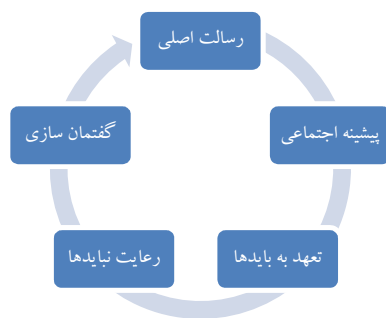 رسالت اصلی
پیشینه اجتماعی
تعهد به بایدها
رعایت نبایدها
گفتمان سازی